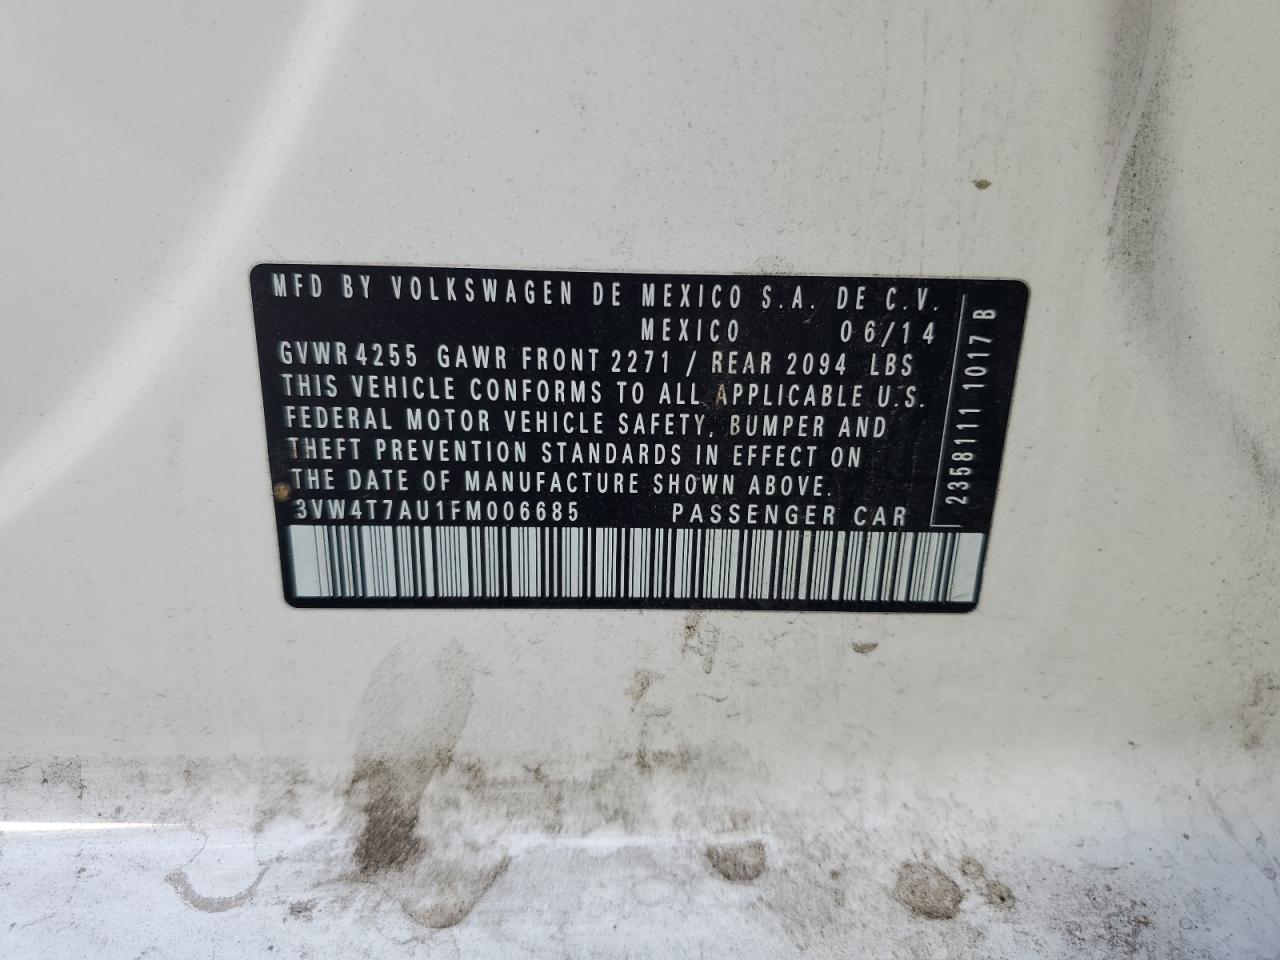 MFD BY VOLKSWAGEN DE MEXICO S.A. DE C.V.
MEXICO 06/14
GVWR 4255 GAWR FRONT 2271 / REAR 2094 LBS
THIS VEHICLE CONFORMS TO ALL APPLICABLE U.S.
FEDERAL MOTOR VEHICLE SAFETY, BUMPER AND
THEFT PREVENTION STANDARDS IN EFFECT ON
THE DATE OF MANUFACTURE SHOWN ABOVE.
3VW4T7AU1FM006685 PASSENGER CAR
2358111 1017 B